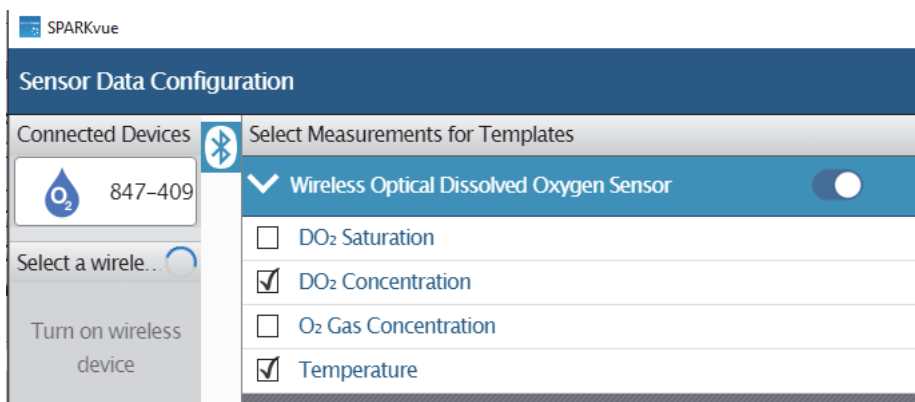 SPARKvue
Sensor Data Configuration
Connected Devices
O₂ 847-409
Select a wirele...
Turn on wireless
device
Select Measurements for Templates
Wireless Optical Dissolved Oxygen Sensor
DO₂ Saturation
DO₂ Concentration
O₂ Gas Concentration
Temperature